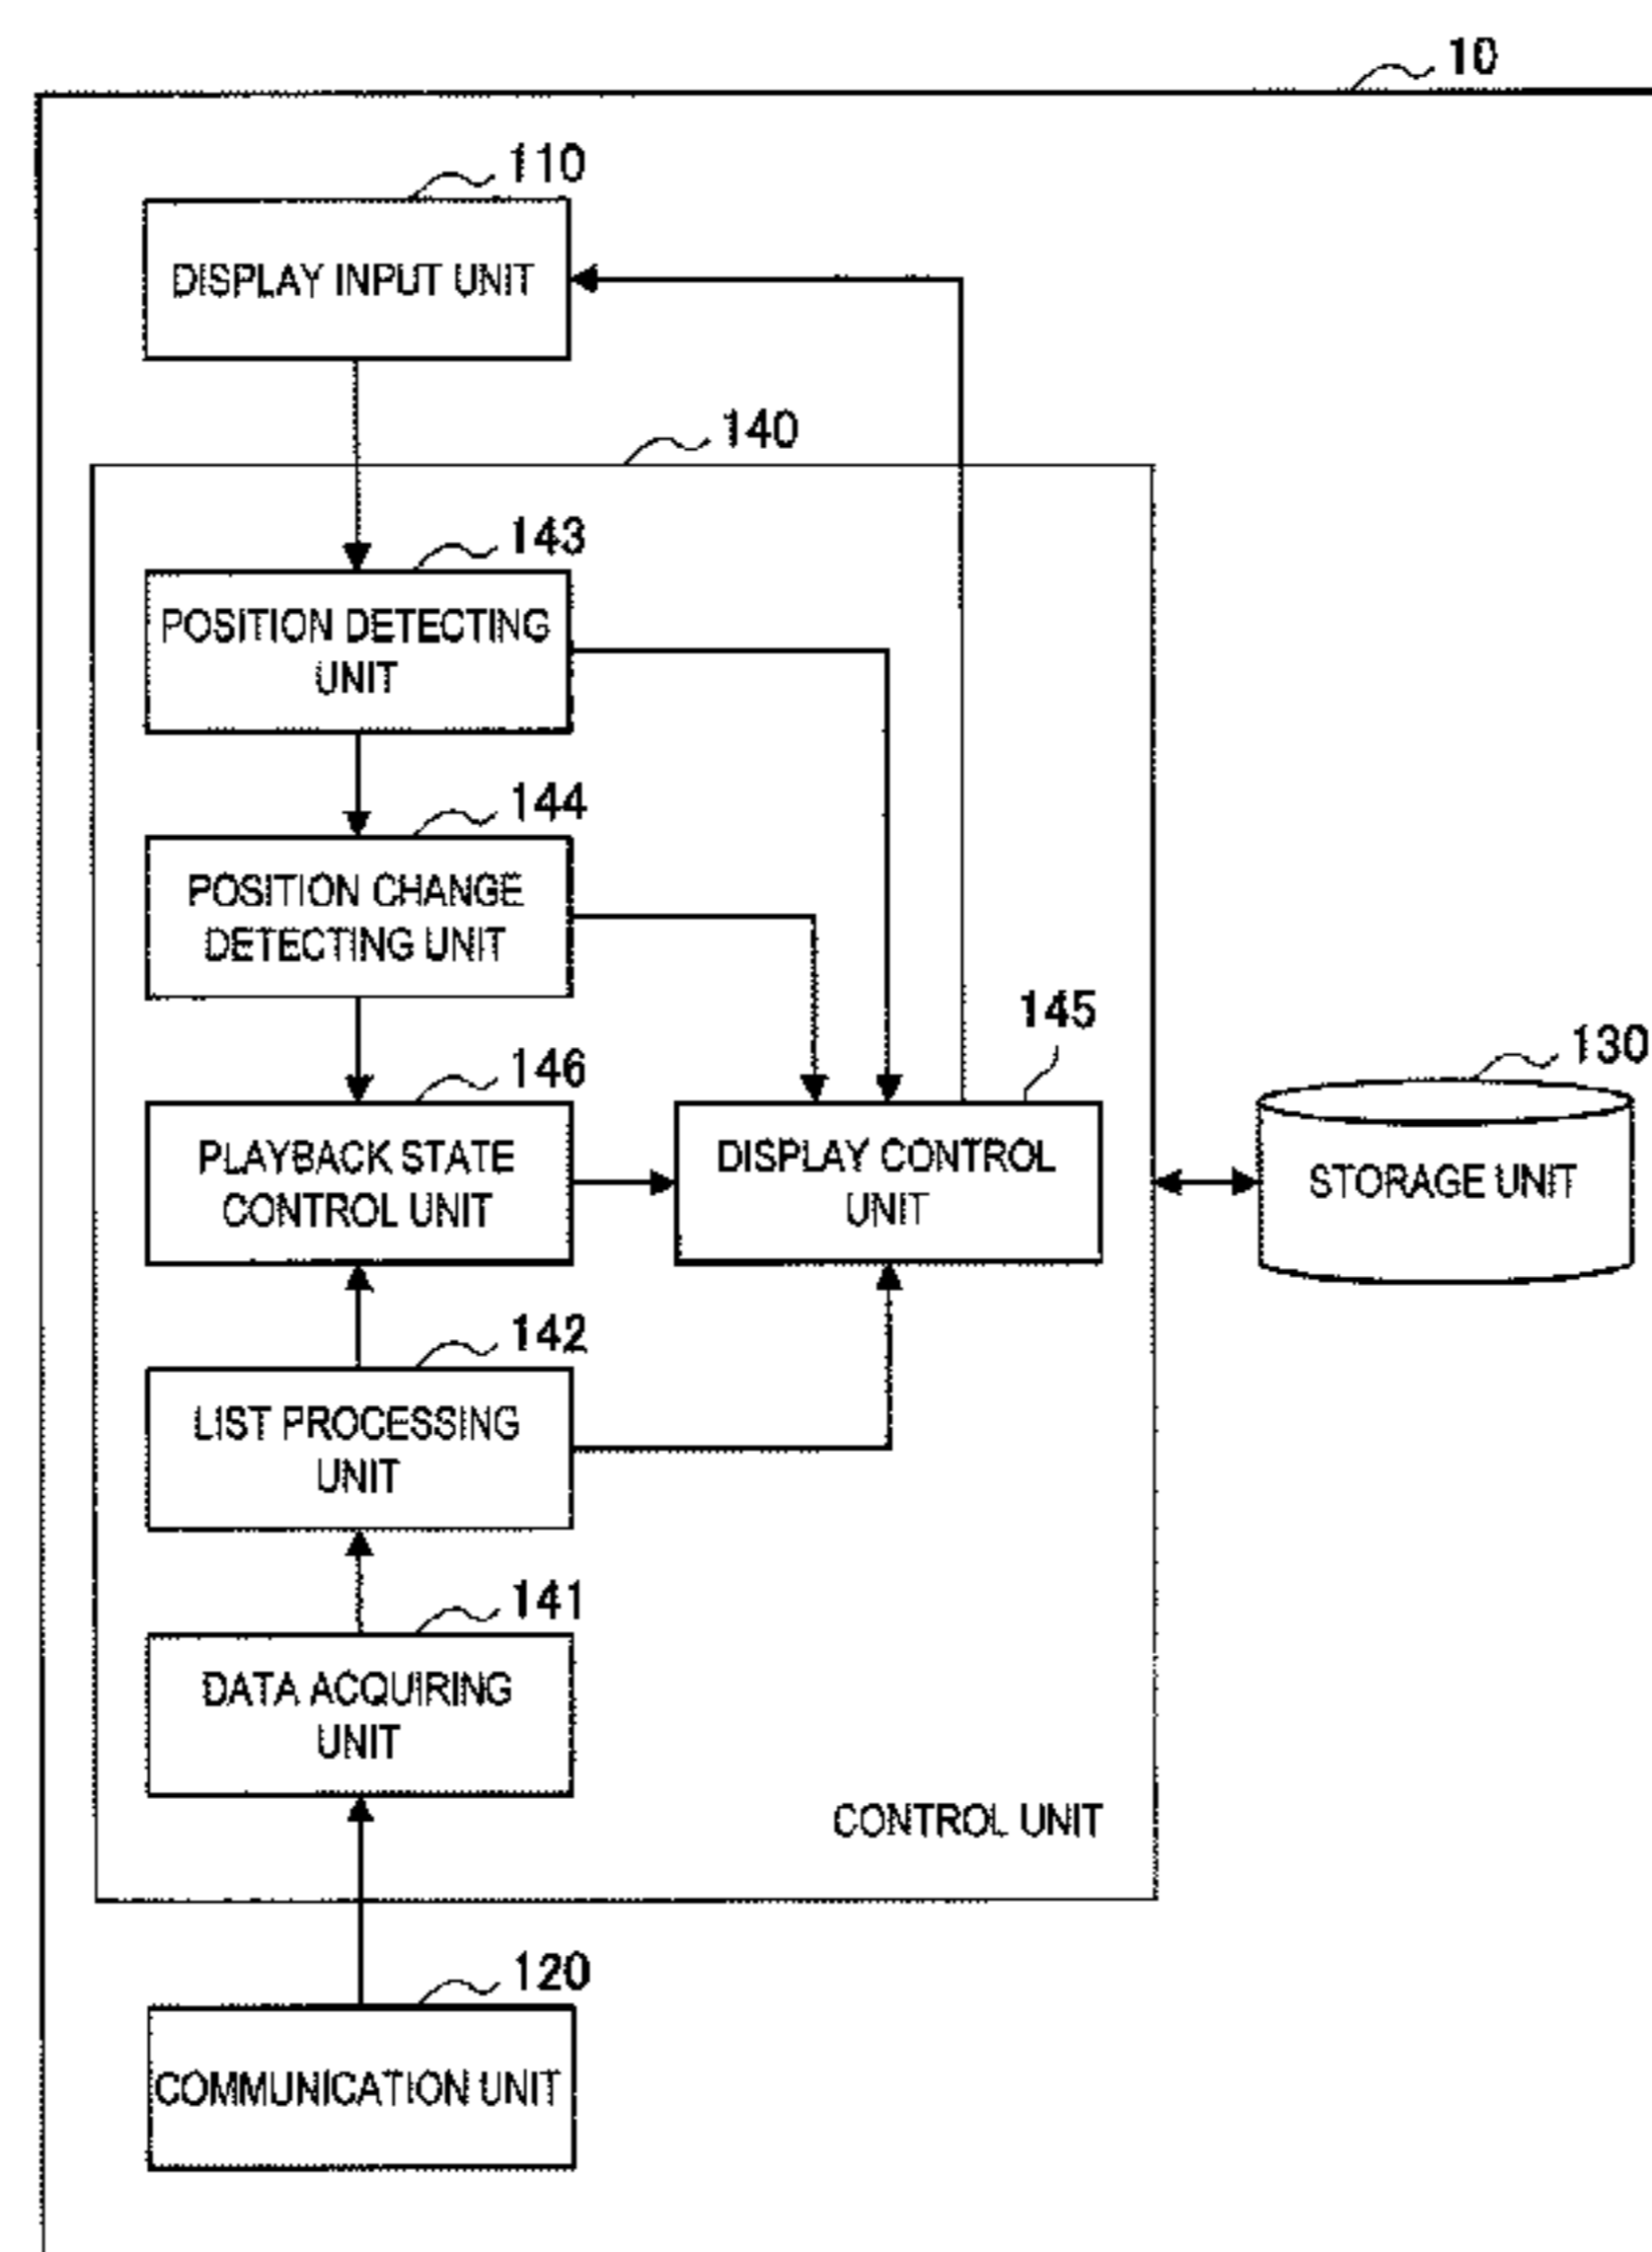 10
110
DISPLAY INPUT UNIT
140
143
POSITION DETECTING
UNIT
144
POSITION CHANGE
DETECTING UNIT
145
130
146
PLAYBACK STATE
CONTROL UNIT
DISPLAY CONTROL
UNIT
STORAGE UNIT
142
LIST PROCESSING
UNIT
141
DATA ACQUIRING
UNIT
CONTROL UNIT
120
COMMUNICATION UNIT